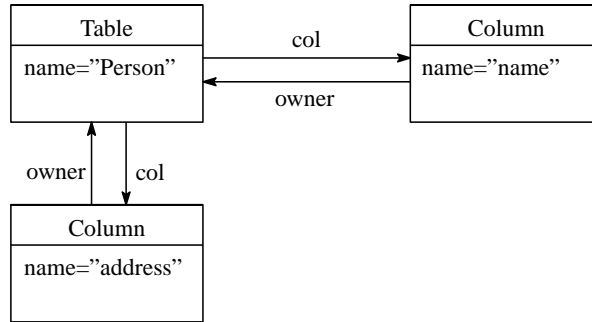 Table
name=”Person”
col
owner
Column
name=”name”
owner
col
Column
name=”address”